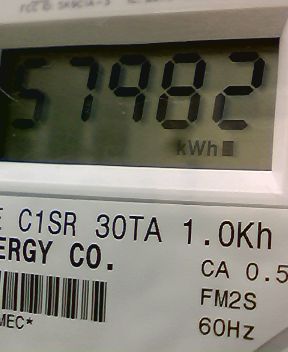 57982
kWh
C1SR 30TA 1.0Kh
ERGY CO.
CA 0.5
FM2S
MEC*
60Hz